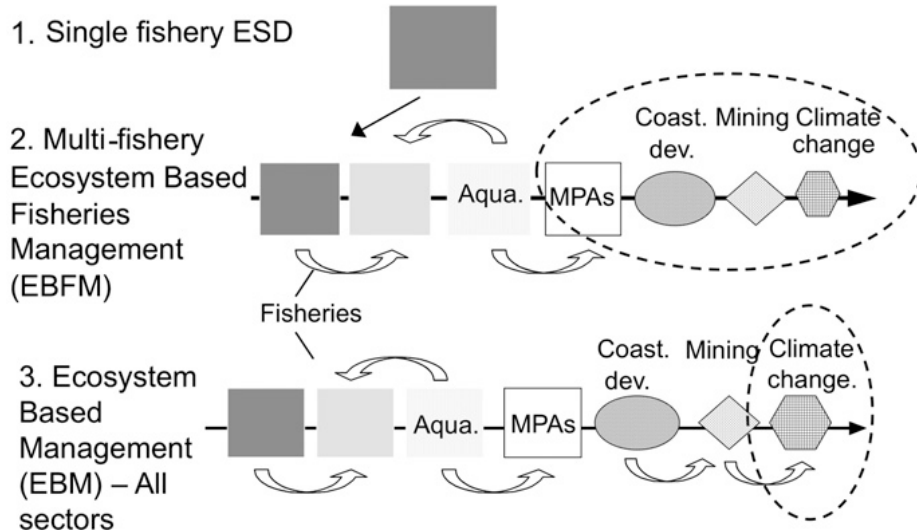 1. Single fishery ESD
2. Multi-fishery
Ecosystem Based
Fisheries
Management
(EBFM)
Coast. Mining Climate
dev. change
Aqua. MPAs
Fisheries
3. Ecosystem
Based
Management
(EBM) – All
sectors
Coast. Mining Climate
dev. change.
Aqua. MPAs